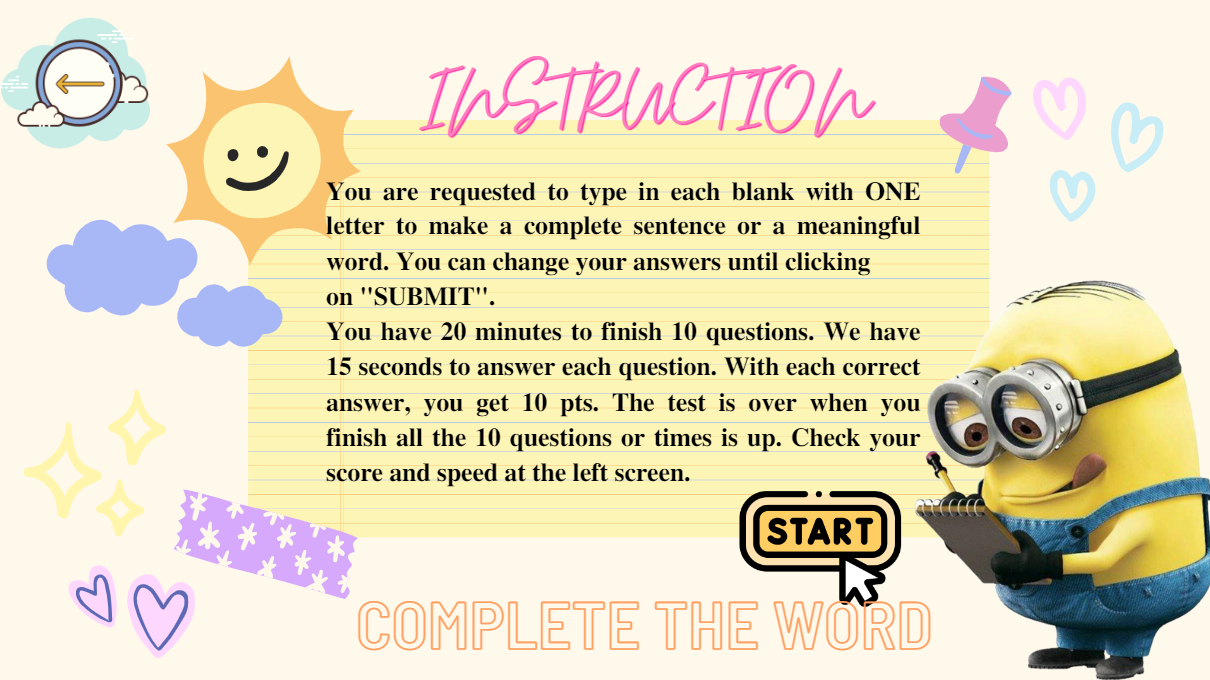 INSTRUCTION
You are requested to type in each blank with ONE
letter to make a complete sentence or a meaningful
word. You can change your answers until clicking
on "SUBMIT".
You have 20 minutes to finish 10 questions. We have
15 seconds to answer each question. With each correct
answer, you get 10 pts. The test is over when you
finish all the 10 questions or times is up. Check your
score and speed at the left screen.
START
COMPLETE THE WORD